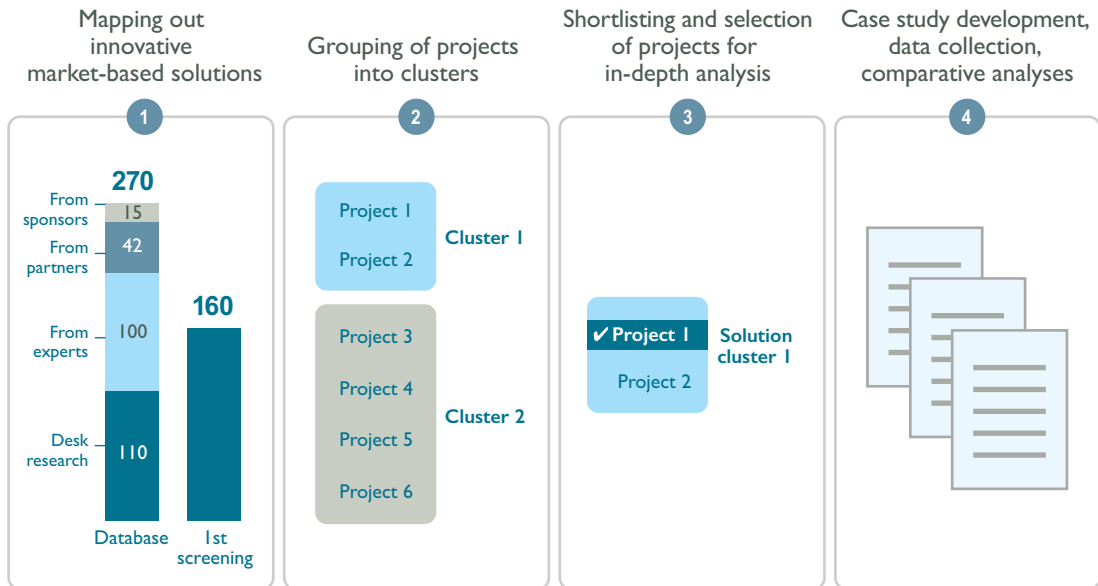 Mapping out
innovative
market-based solutions
1
270
From
sponsors
15
From
partners
42
160
From
experts
100
Desk
research
110
Database
1st
screening
Grouping of projects
into clusters
2
Project 1
Project 2
Cluster 1
Project 3
Project 4
Project 5
Project 6
Cluster 2
Shortlisting and selection
of projects for
in-depth analysis
3
✔ Project 1
Project 2
Solution
cluster 1
Case study development,
data collection,
comparative analyses
4